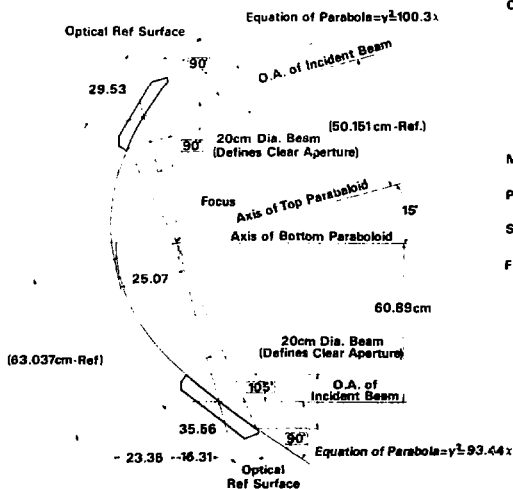 Equation of Parabola=y²=100.3x
Optical Ref Surface
90
O.A. of Incident Beam
29.53
(50.151cm-Ref.)
90
20cm Dia. Beam
(Defines Clear Aperture)
Focus
Axis of Top Parabaloid
15
Axis of Bottom Paraboloid
25.07
60.89cm
20cm Dia. Beam
(Defines Clear Aperture)
(63.037cm-Ref)
105
O.A. of
Incident Beam
35.56
90
Equation of Parabola=y²=93.44x
23.38
16.31
Optical
Ref Surface
M
P
S
F